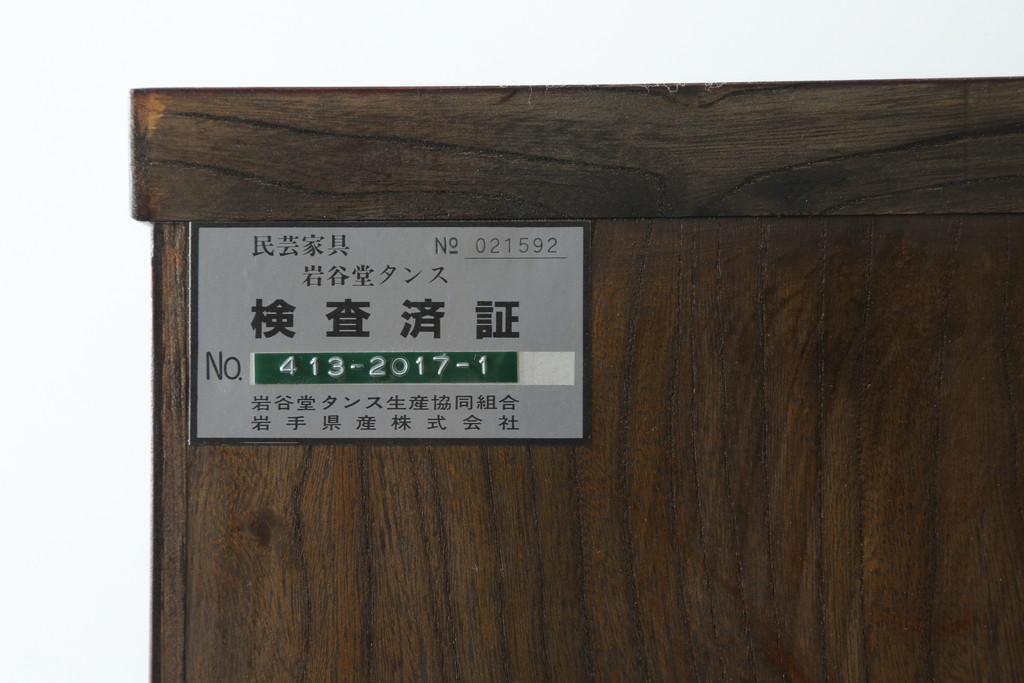 民芸家具 № 021592
岩谷堂タンス
検査済証
No. 413-2017-1
岩谷堂タンス生産協同組合
岩手県産株式会社